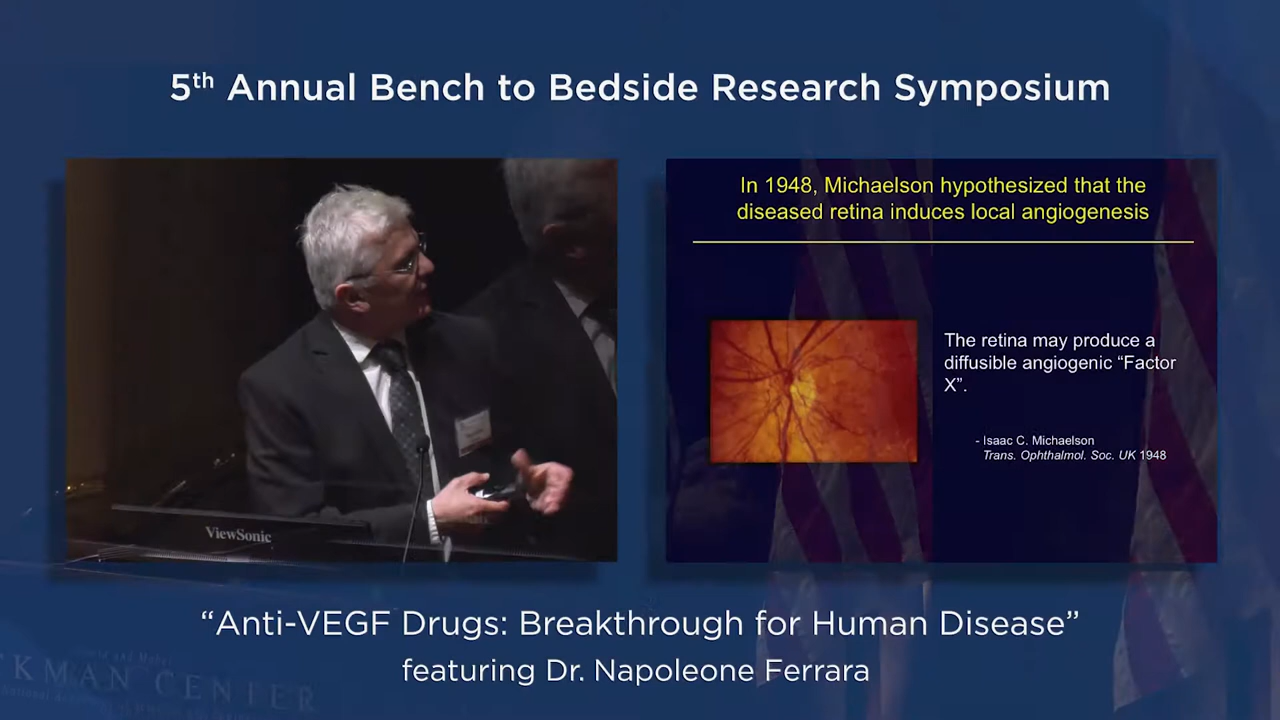 5th Annual Bench to Bedside Research Symposium
In 1948, Michaelson hypothesized that the
diseased retina induces local angiogenesis
The retina may produce a
diffusible angiogenic “Factor
X”.
- Isaac C. Michaelson
Trans. Ophthalmol. Soc. UK 1948
ViewSonic
“Anti-VEGF Drugs: Breakthrough for Human Disease”
featuring Dr. Napoleone Ferrara
CKMAN CENTER